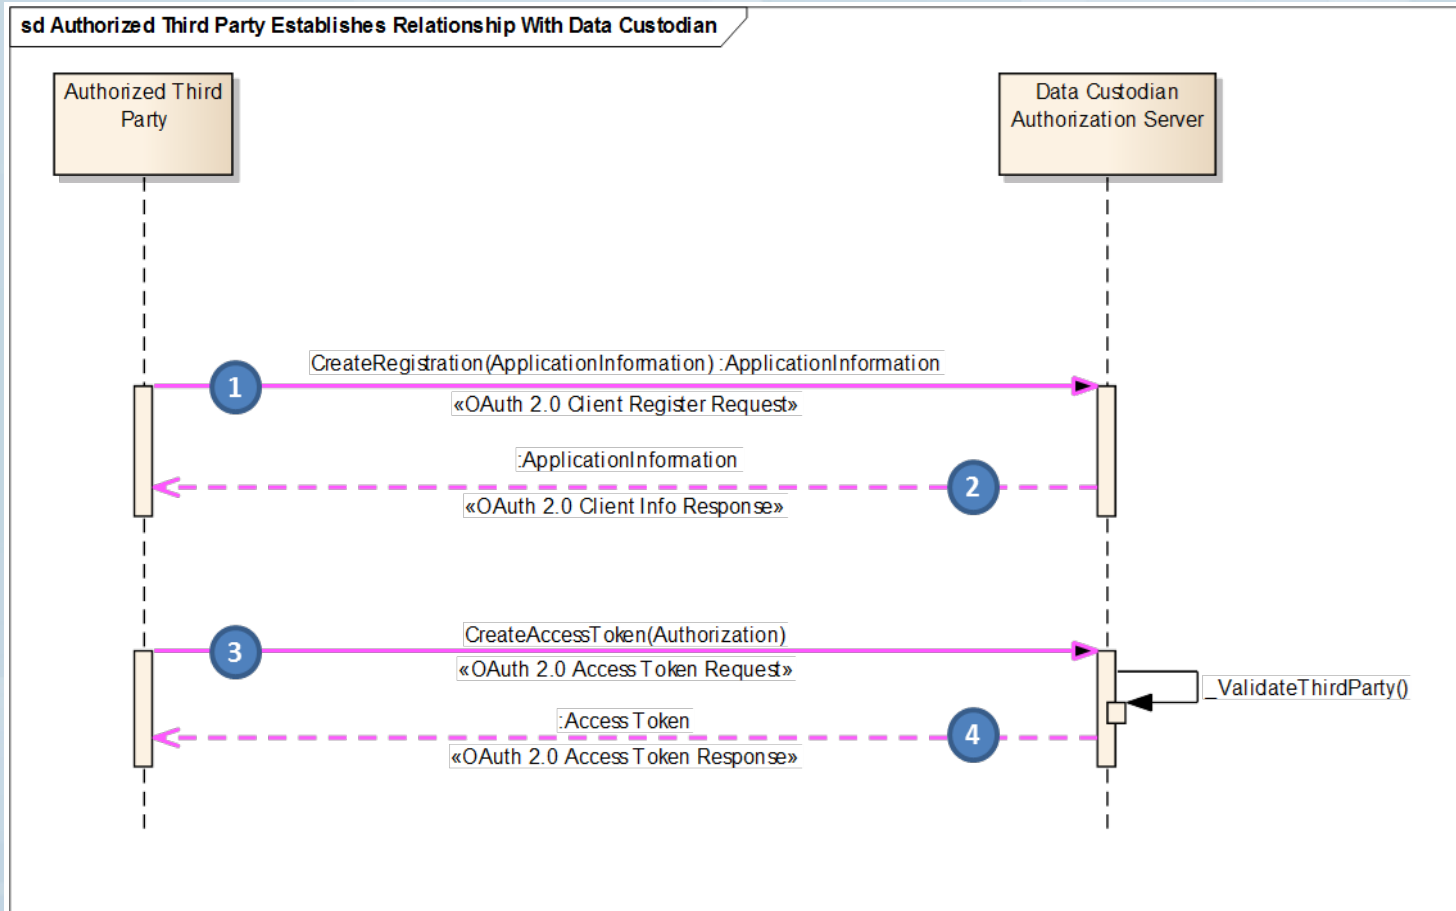 sd Authorized Third Party Establishes Relationship With Data Custodian
Authorized Third
Party
Data Custodian
Authorization Server
CreateRegistration(ApplicationInformation) :ApplicationInformation
1
«OAuth 2.0 Client Register Request»
:ApplicationInformation
2
«OAuth 2.0 Client Info Response»
CreateAccessToken(Authorization)
3
«OAuth 2.0 Access Token Request»
_ValidateThirdParty()
:Access Token
4
«OAuth 2.0 Access Token Response»